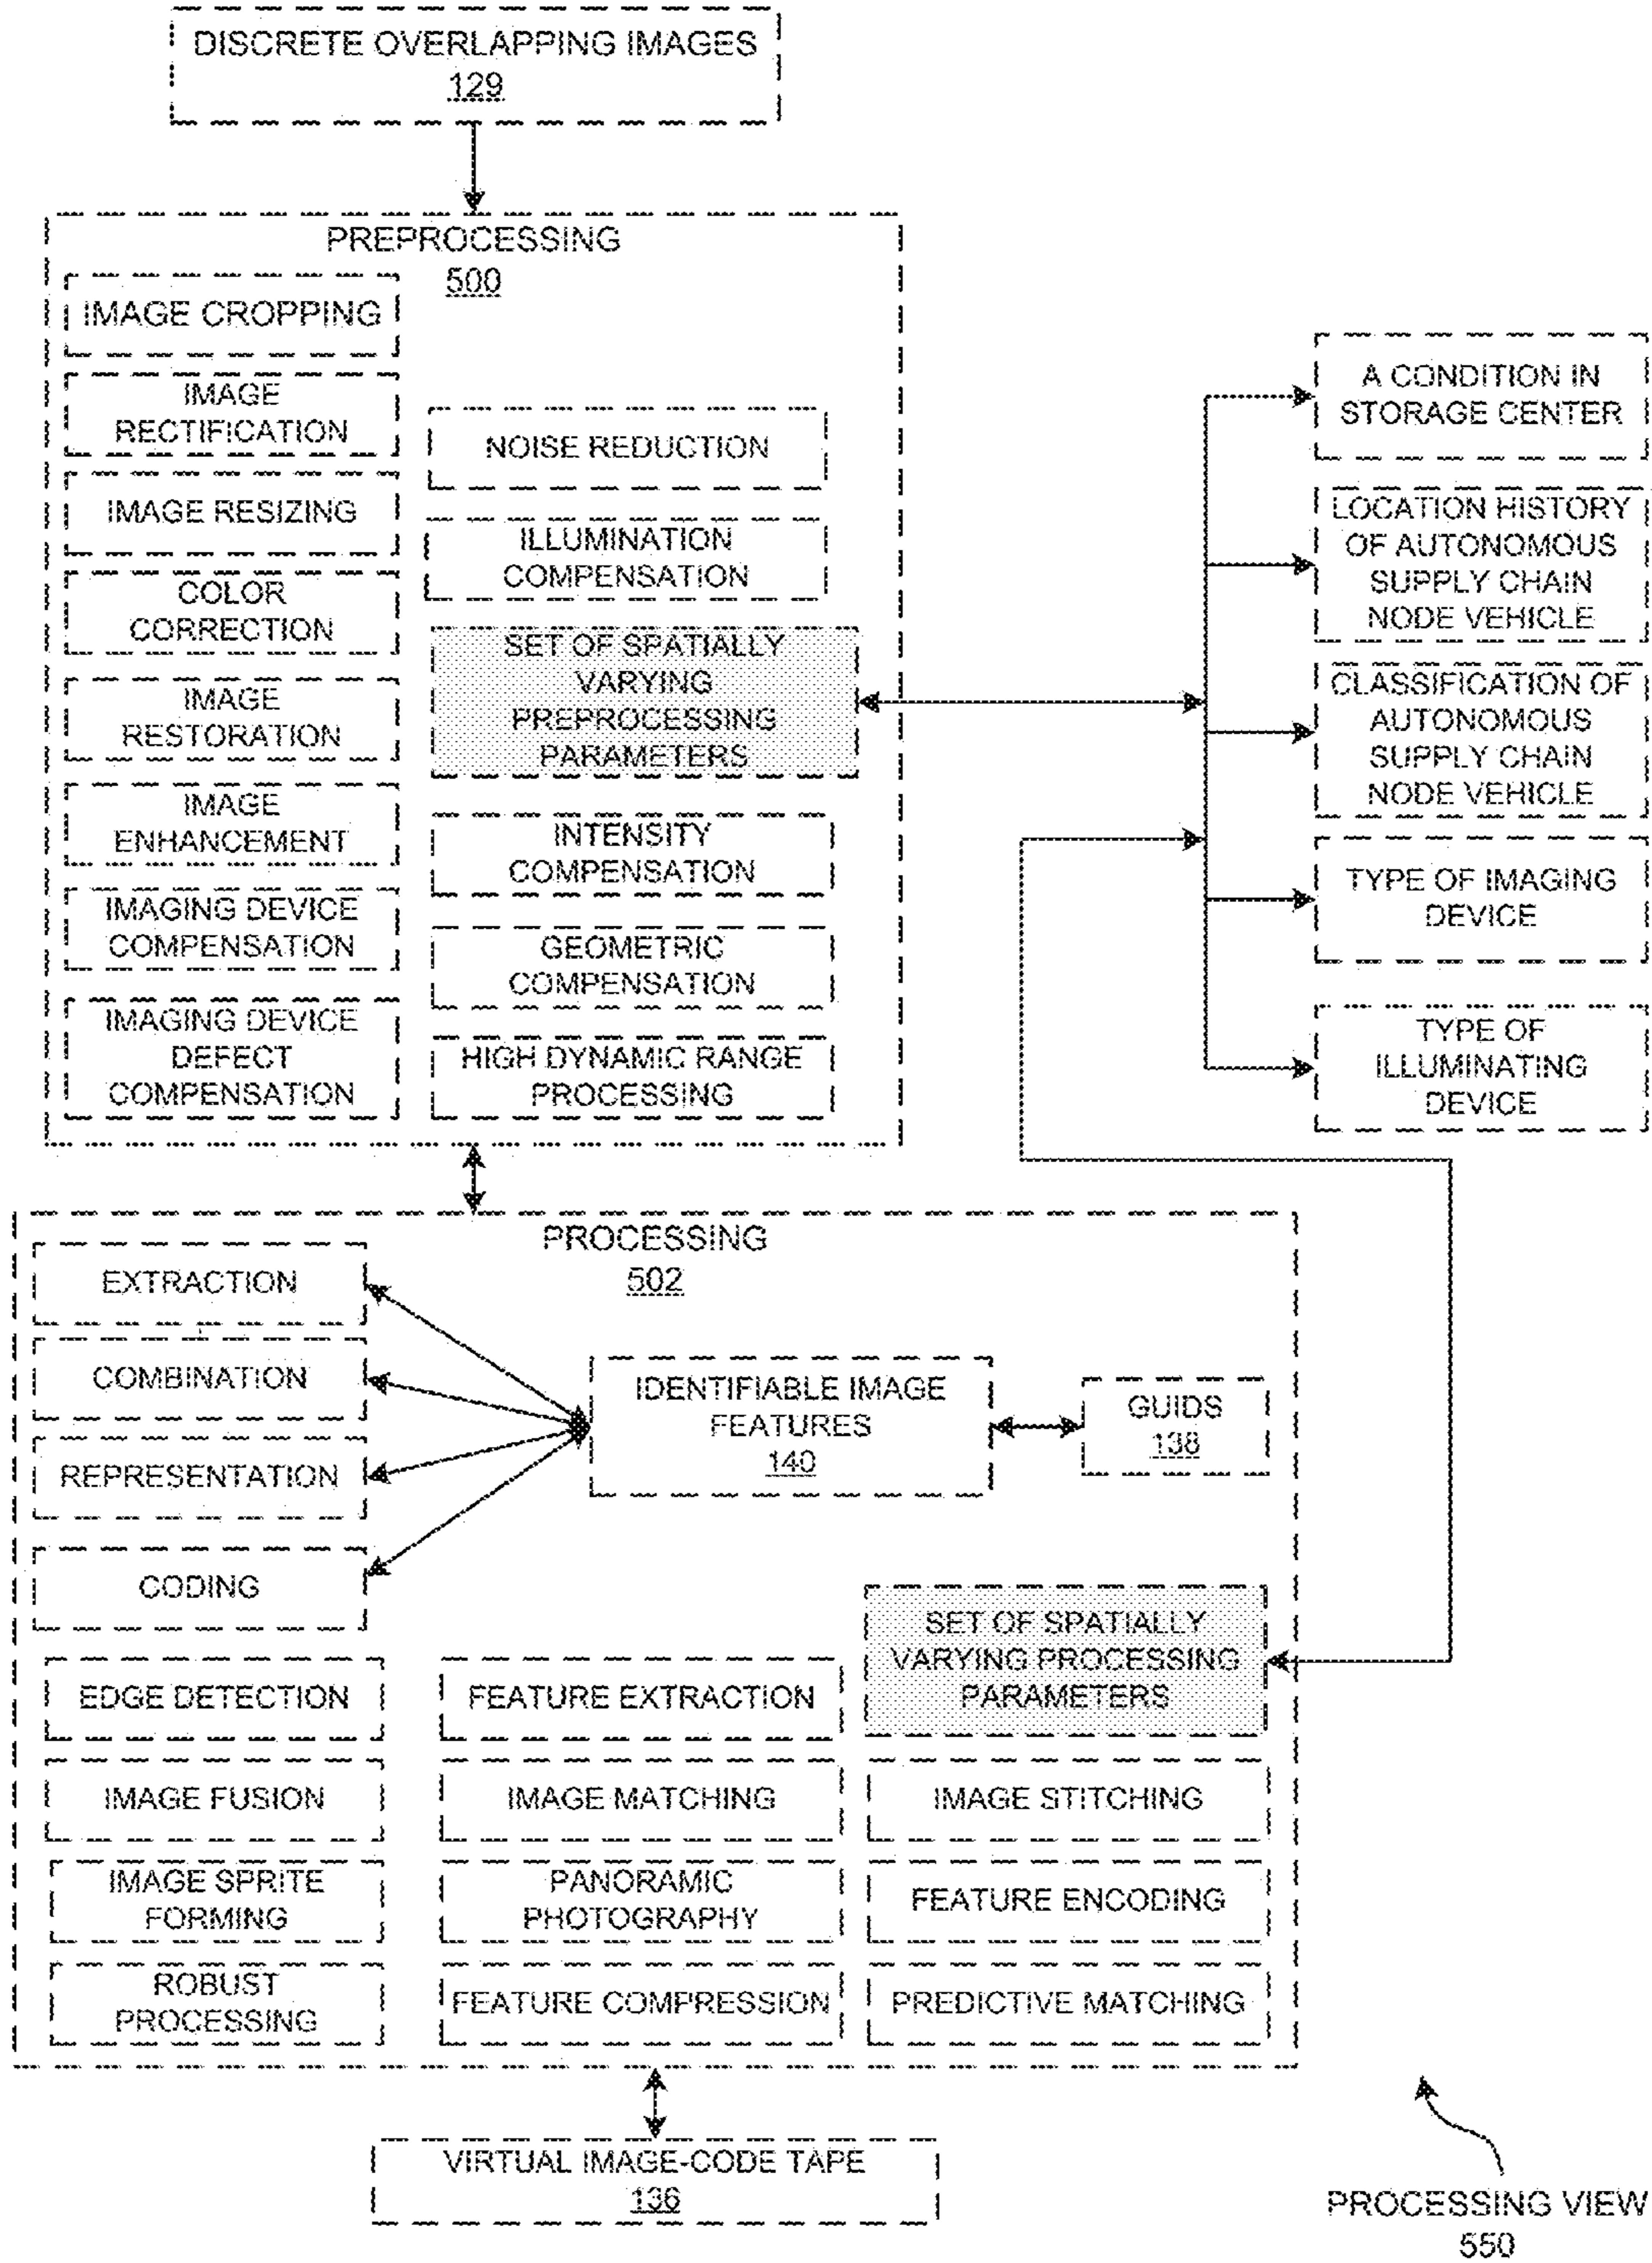 DISCRETE OVERLAPPING IMAGES
129
PREPROCESSING
500
IMAGE CROPPING
IMAGE
RECTIFICATION
IMAGE RESIZING
COLOR
CORRECTION
IMAGE
RESTORATION
IMAGE
ENHANCEMENT
IMAGING DEVICE
COMPENSATION
IMAGING DEVICE
DEFECT
COMPENSATION
NOISE REDUCTION
ILLUMINATION
COMPENSATION
SET OF SPATIALLY
VARYING
PREPROCESSING
PARAMETERS
INTENSITY
COMPENSATION
GEOMETRIC
COMPENSATION
HIGH DYNAMIC RANGE
PROCESSING
A CONDITION IN
STORAGE CENTER
LOCATION HISTORY
OF AUTONOMOUS
SUPPLY CHAIN
NODE VEHICLE
CLASSIFICATION OF
AUTONOMOUS
SUPPLY CHAIN
NODE VEHICLE
TYPE OF IMAGING
DEVICE
TYPE OF
ILLUMINATING
DEVICE
PROCESSING
502
EXTRACTION
COMBINATION
REPRESENTATION
CODING
IDENTIFIABLE IMAGE
FEATURES
140
GUIDS
138
SET OF SPATIALLY
VARYING PROCESSING
PARAMETERS
EDGE DETECTION
FEATURE EXTRACTION
IMAGE FUSION
IMAGE MATCHING
IMAGE STITCHING
IMAGE SPRITE
FORMING
PANORAMIC
PHOTOGRAPHY
FEATURE ENCODING
ROBUST
PROCESSING
FEATURE COMPRESSION
PREDICTIVE MATCHING
VIRTUAL IMAGE-CODE TAPE
136
PROCESSING VIEW
550